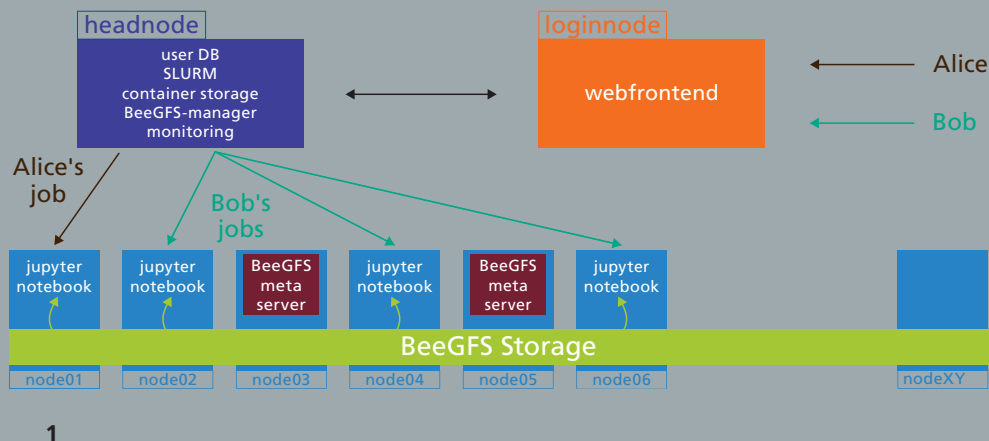 headnode
user DB
SLURM
container storage
BeeGFS-manager
monitoring
loginnode
webfrontend
Alice
Bob
Alice's
job
Bob's
jobs
jupyter
notebook
jupyter
notebook
BeeGFS
meta
server
jupyter
notebook
BeeGFS
meta
server
jupyter
notebook
BeeGFS Storage
node01
node02
node03
node04
node05
node06
nodeXY
1